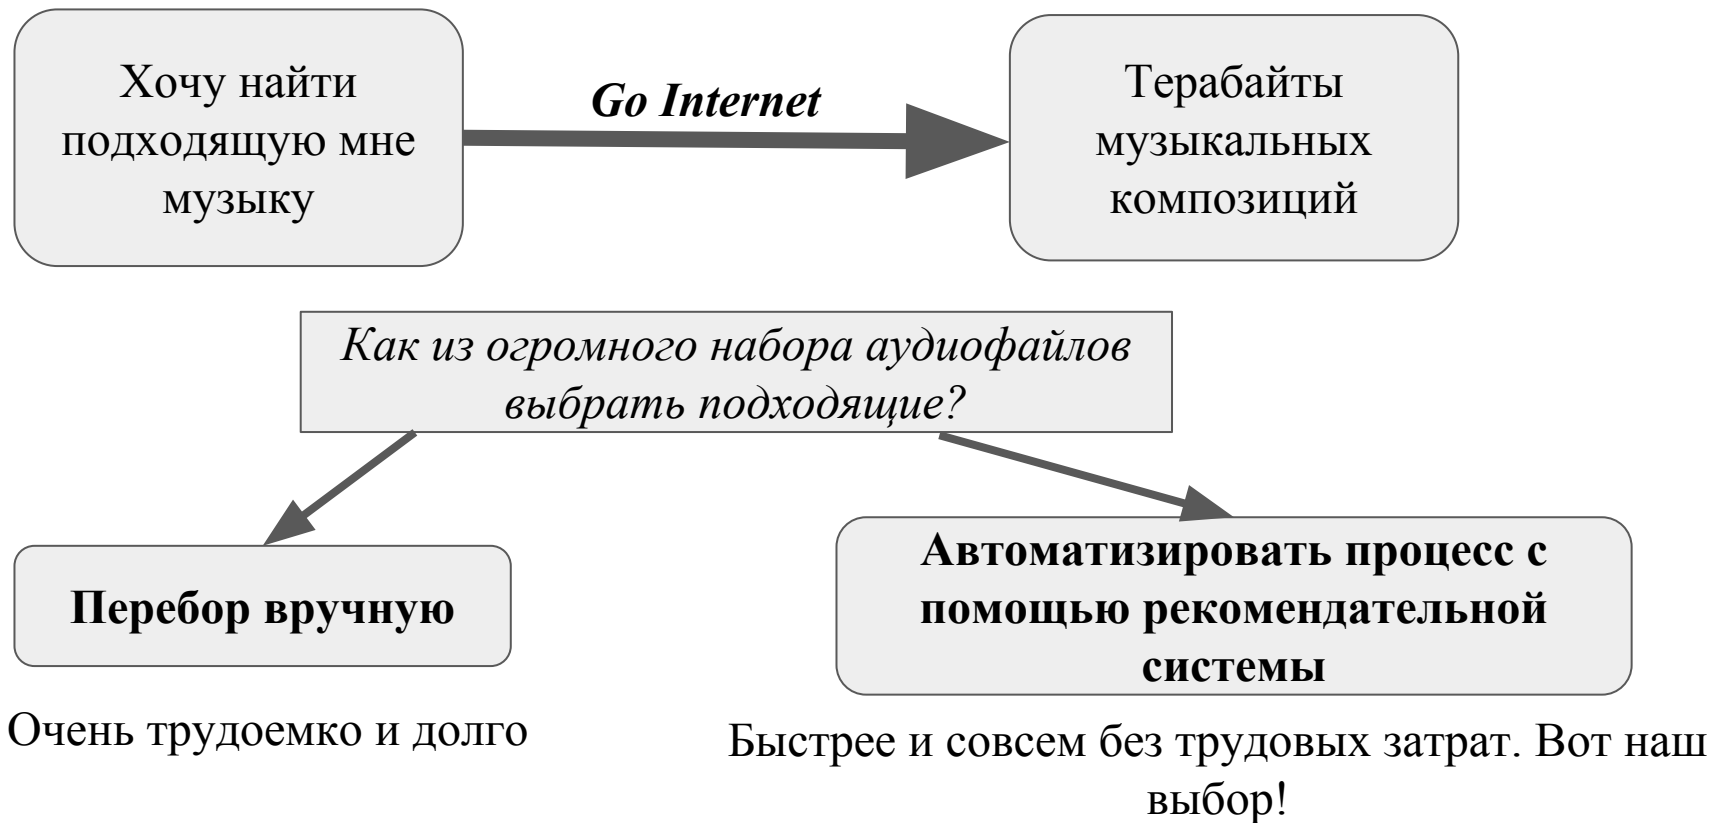 Хочу найти
подходящую мне
музыку
Go Internet
Терабайты
музыкальных
композиций
Как из огромного набора аудиофайлов
выбрать подходящие?
Перебор вручную
Автоматизировать процесс с
помощью рекомендательной
системы
Очень трудоемко и долго
Быстрее и совсем без трудовых затрат. Вот наш
выбор!